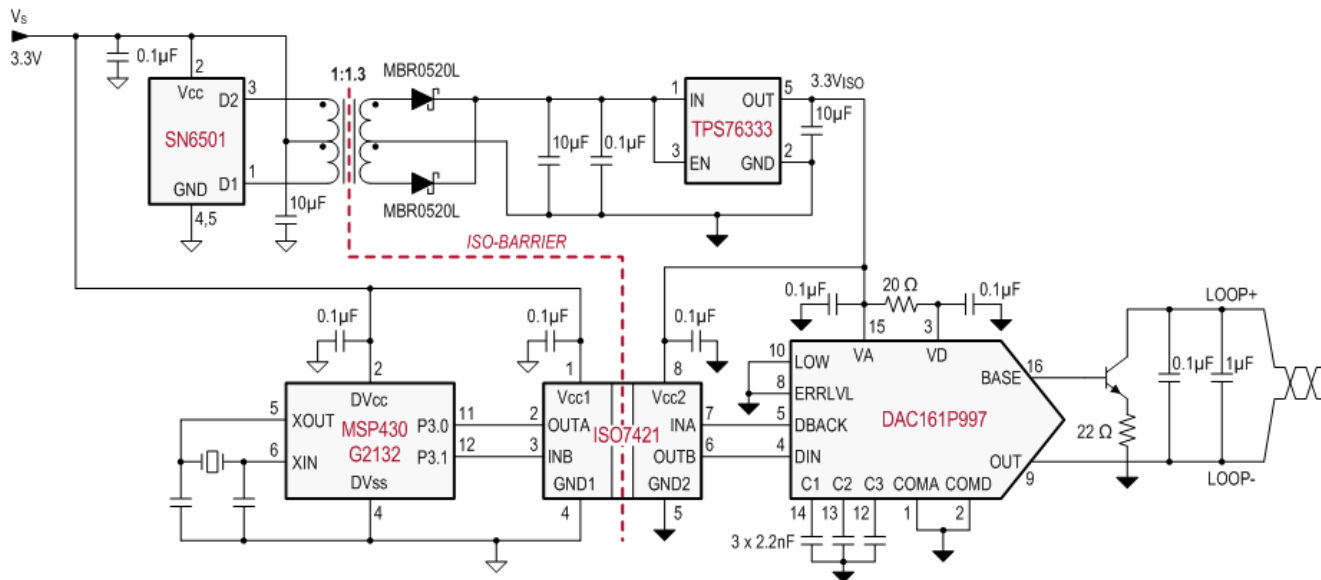 VS
3.3V
0.1µF
2
Vcc
SN6501
D2
3
D1
1
GND
4,5
10µF
1:1.3
MBR0520L
MBR0520L
10µF
0.1µF
1
IN
OUT
5
TPS76333
3
EN
GND
2
3.3VISO
10µF
ISO-BARRIER
0.1µF
2
DVcc
5
XOUT
MSP430
G2132
6
XIN
P3.0
11
P3.1
12
DVss
4
0.1µF
1
Vcc1
2
OUTA
3
INB
GND1
4
ISO7421
0.1µF
8
Vcc2
INA
7
OUTB
6
GND2
5
0.1µF
20 Ω
0.1µF
15
3
VA
VD
10
LOW
8
ERRLVL
5
DBACK
4
DIN
DAC161P997
BASE
16
OUT
9
C1
C2
C3
COMA
COMD
14
13
12
1
2
3 x 2.2nF
22 Ω
0.1µF
1µF
LOOP+
LOOP-